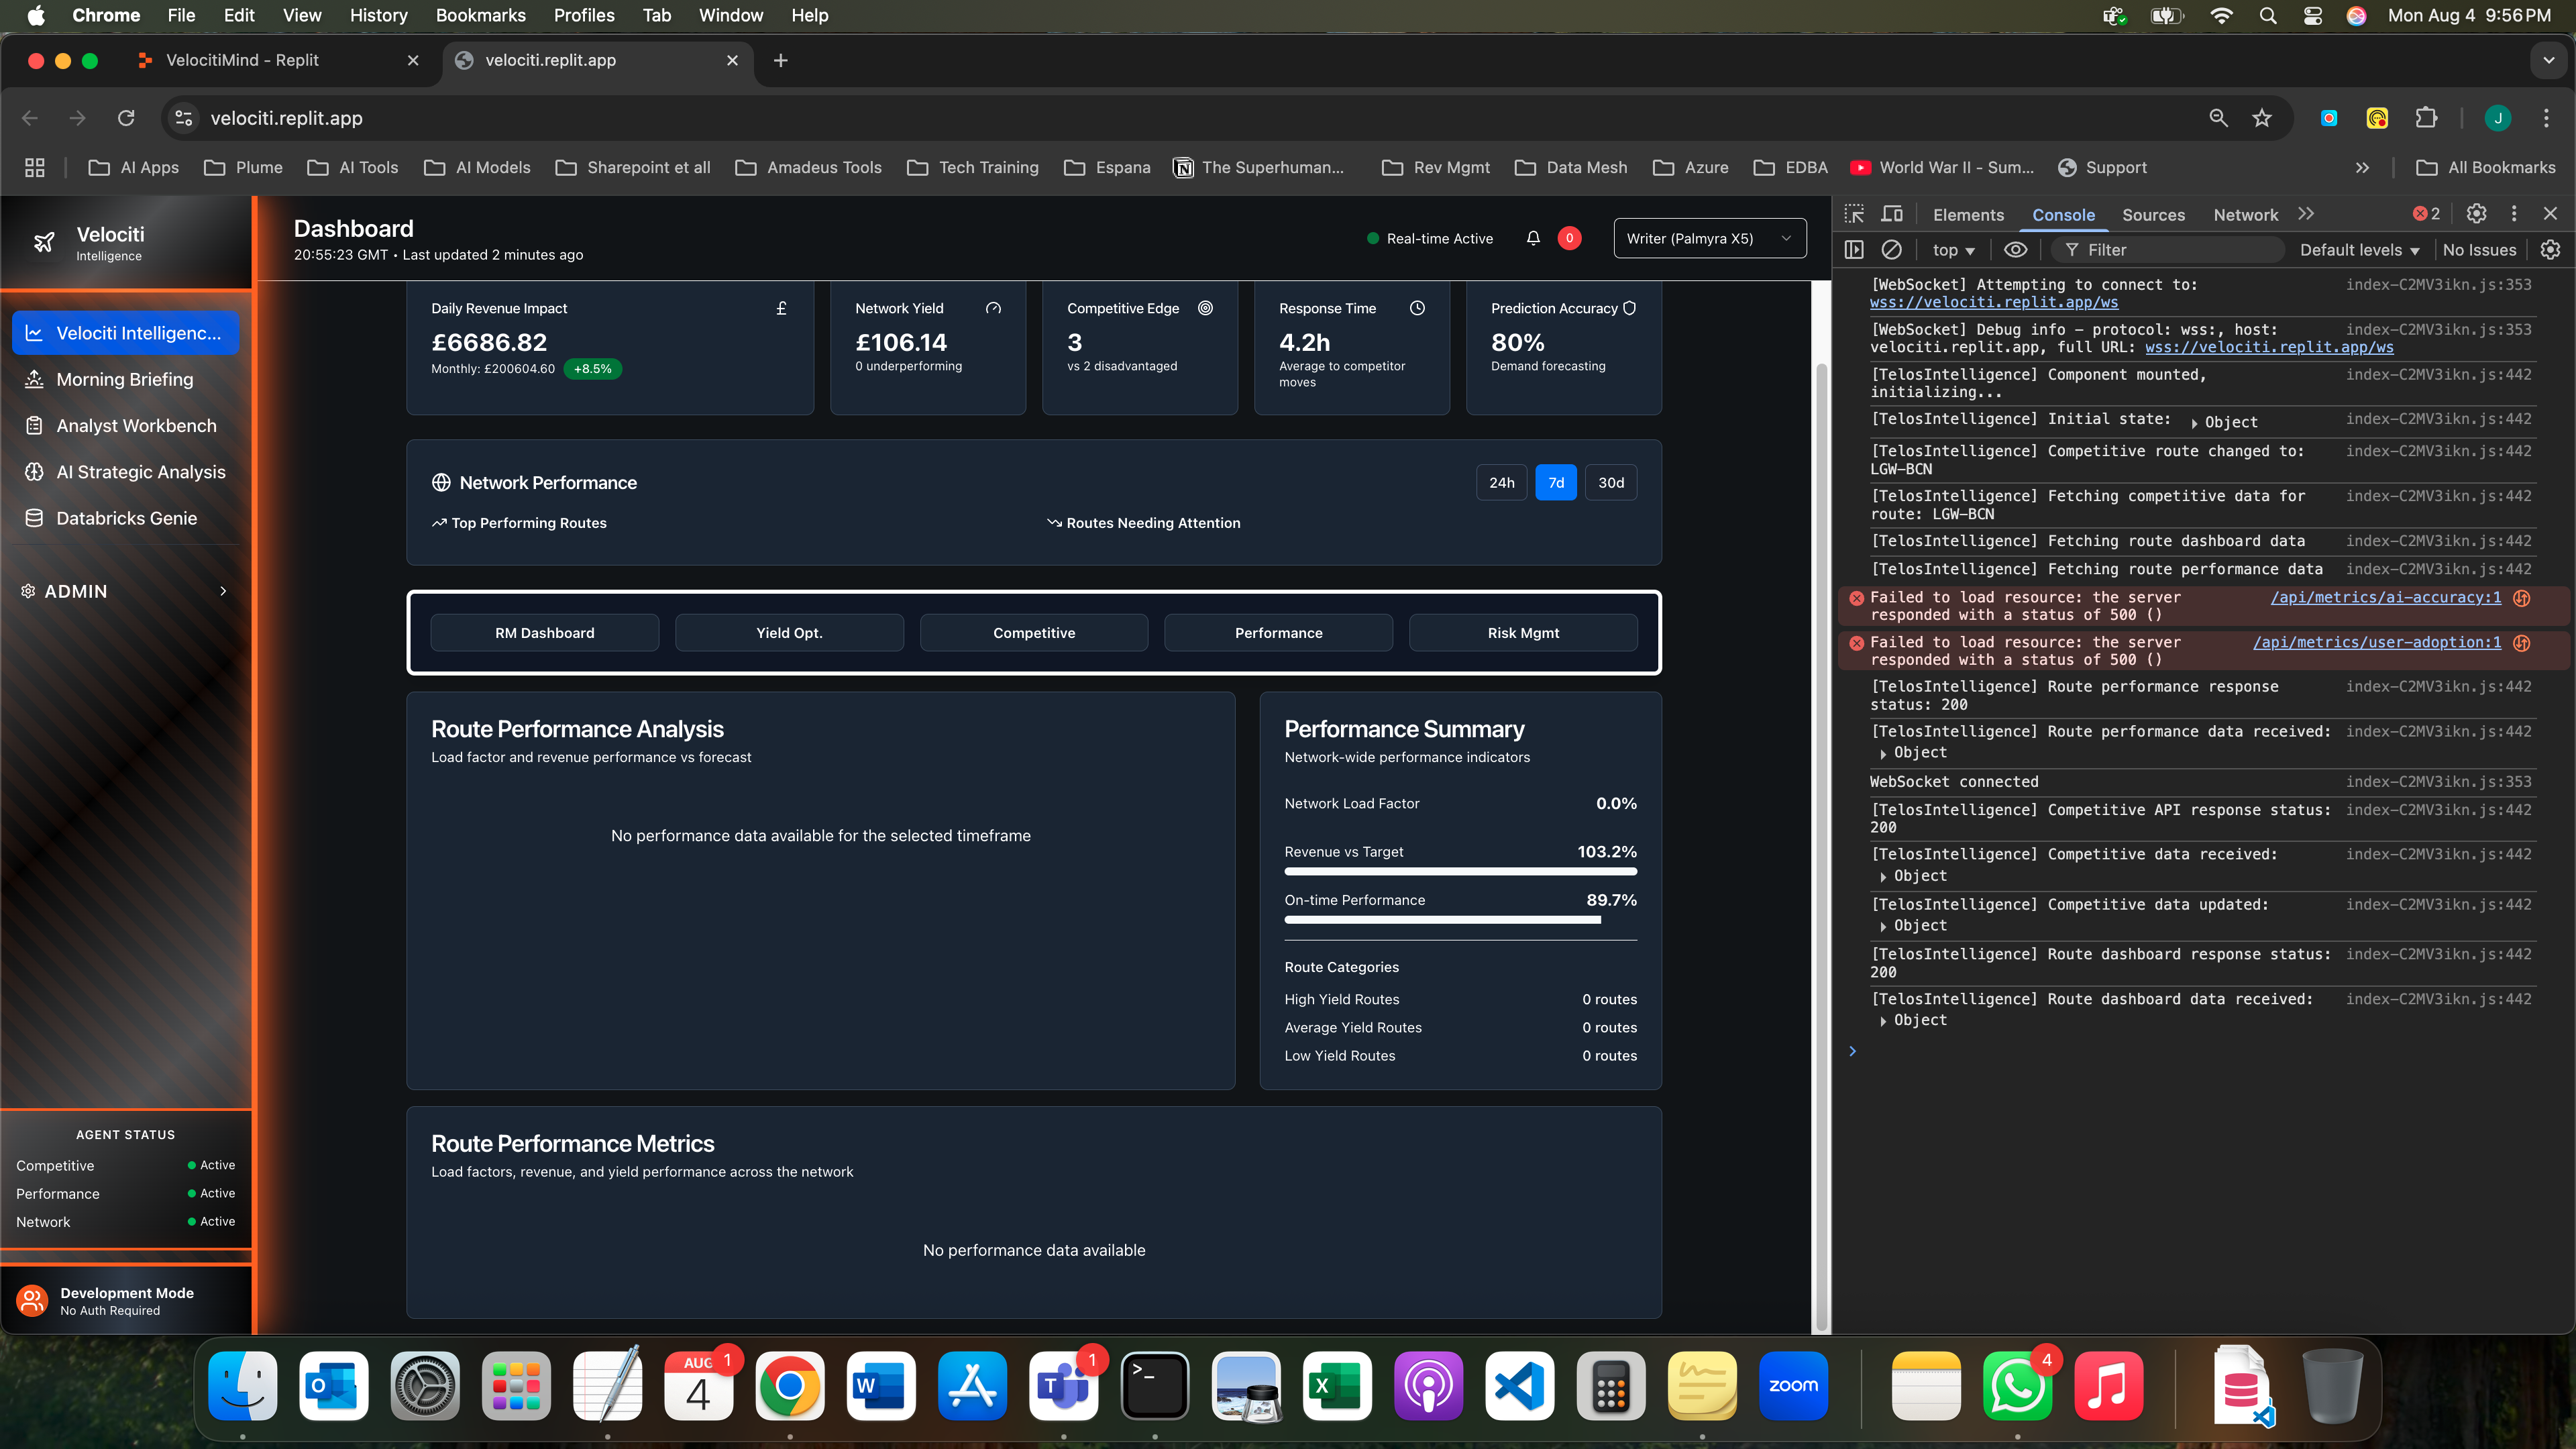 Chrome File Edit View History Bookmarks Profiles Tab Window Help
Mon Aug 4 9:56 PM
VelocitiMind - Replit
velociti.replit.app
velociti.replit.app
J
AI Apps
Plume
AI Tools
AI Models
Sharepoint et all
Amadeus Tools
Tech Training
Espana
The Superhuman...
Rev Mgmt
Data Mesh
Azure
EDBA
World War II - Sum...
Support
All Bookmarks
Velociti
Intelligence
Velociti Intelligenc...
Morning Briefing
Analyst Workbench
AI Strategic Analysis
Databricks Genie
ADMIN
AGENT STATUS
Competitive Active
Performance Active
Network Active
Development Mode
No Auth Required
Dashboard
20:55:23 GMT • Last updated 2 minutes ago
Real-time Active
0
Writer (Palmyra X5)
Daily Revenue Impact £
£6686.82
Monthly: £200604.60 +8.5%
Network Yield
£106.14
0 underperforming
Competitive Edge
3
vs 2 disadvantaged
Response Time
4.2h
Average to competitor
moves
Prediction Accuracy
80%
Demand forecasting
Network Performance
24h 7d 30d
Top Performing Routes
Routes Needing Attention
RM Dashboard Yield Opt. Competitive Performance Risk Mgmt
Route Performance Analysis
Load factor and revenue performance vs forecast
No performance data available for the selected timeframe
Performance Summary
Network-wide performance indicators
Network Load Factor 0.0%
Revenue vs Target 103.2%
On-time Performance 89.7%
Route Categories
High Yield Routes 0 routes
Average Yield Routes 0 routes
Low Yield Routes 0 routes
Route Performance Metrics
Load factors, revenue, and yield performance across the network
No performance data available
Elements Console Sources Network 2
top Filter Default levels No Issues
[WebSocket] Attempting to connect to: index-C2MV3ikn.js:353
wss://velociti.replit.app/ws
[WebSocket] Debug info – protocol: wss:, host: index-C2MV3ikn.js:353
velociti.replit.app, full URL: wss://velociti.replit.app/ws
[TelosIntelligence] Component mounted, index-C2MV3ikn.js:442
initializing...
[TelosIntelligence] Initial state: Object index-C2MV3ikn.js:442
[TelosIntelligence] Competitive route changed to: index-C2MV3ikn.js:442
LGW-BCN
[TelosIntelligence] Fetching competitive data for index-C2MV3ikn.js:442
route: LGW-BCN
[TelosIntelligence] Fetching route dashboard data index-C2MV3ikn.js:442
[TelosIntelligence] Fetching route performance data index-C2MV3ikn.js:442
Failed to load resource: the server /api/metrics/ai-accuracy:1
responded with a status of 500 ()
Failed to load resource: the server /api/metrics/user-adoption:1
responded with a status of 500 ()
[TelosIntelligence] Route performance response index-C2MV3ikn.js:442
status: 200
[TelosIntelligence] Route performance data received: index-C2MV3ikn.js:442
Object
WebSocket connected index-C2MV3ikn.js:353
[TelosIntelligence] Competitive API response status: index-C2MV3ikn.js:442
200
[TelosIntelligence] Competitive data received: index-C2MV3ikn.js:442
Object
[TelosIntelligence] Competitive data updated: index-C2MV3ikn.js:442
Object
[TelosIntelligence] Route dashboard response status: index-C2MV3ikn.js:442
200
[TelosIntelligence] Route dashboard data received: index-C2MV3ikn.js:442
Object
AUG
4
1
1
zoom
4